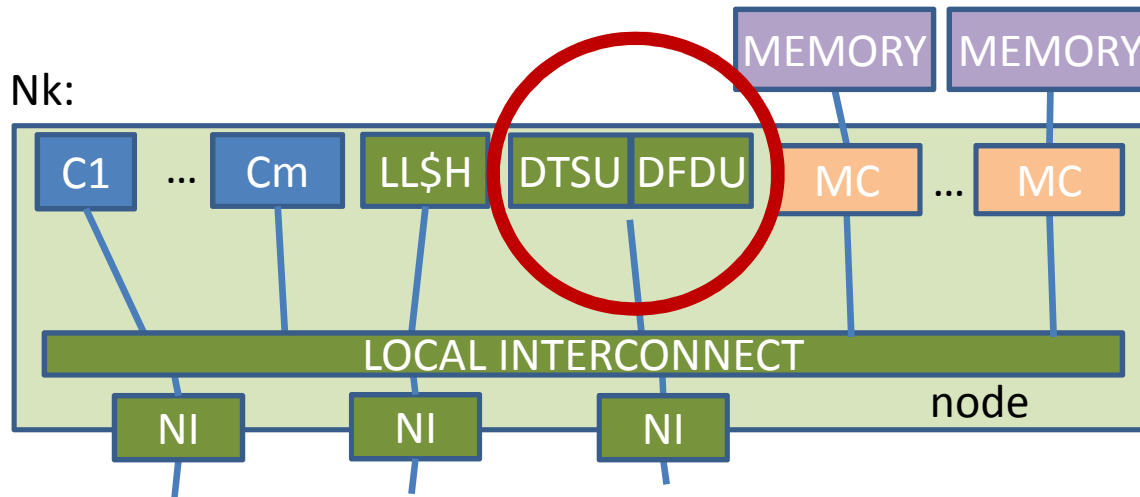 MEMORY MEMORY
Nk:
C1 ... Cm LL$H DTSU DFDU MC ... MC
LOCAL INTERCONNECT
node
NI NI NI